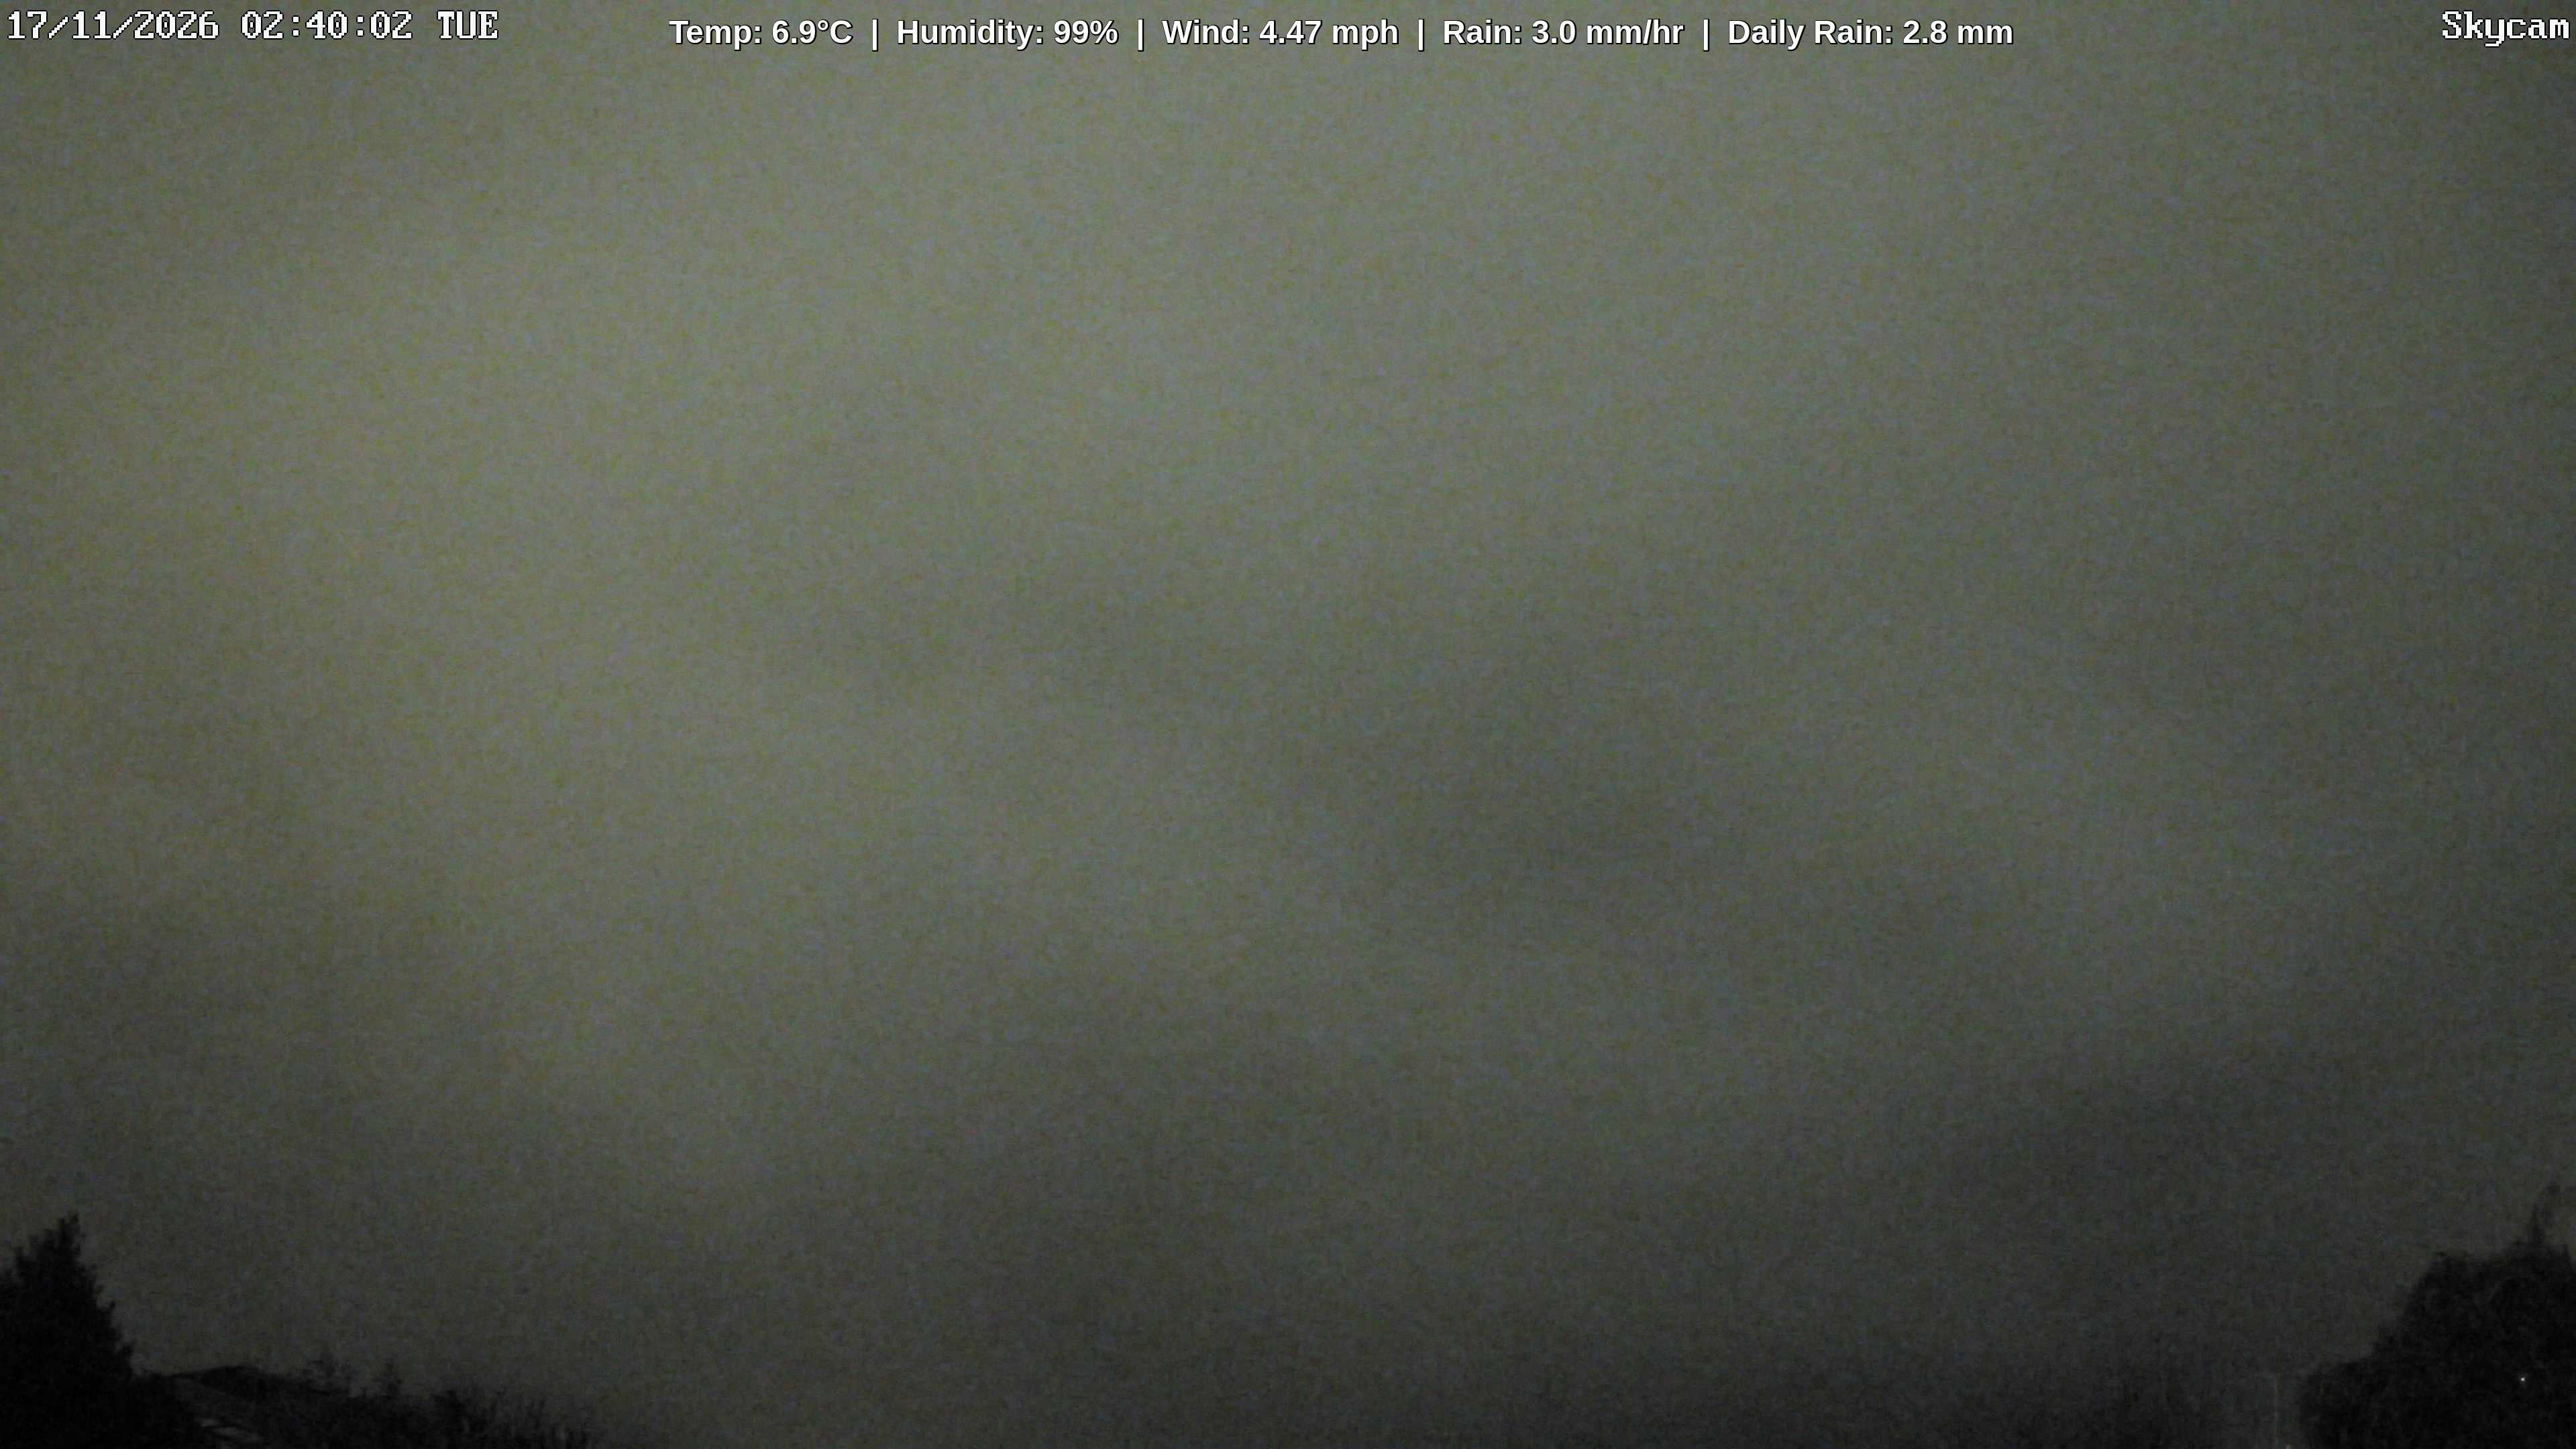 17/11/2026 02:40:02 TUE
Temp: 6.9°C | Humidity: 99% | Wind: 4.47 mph | Rain: 3.0 mm/hr | Daily Rain: 2.8 mm
Skycam